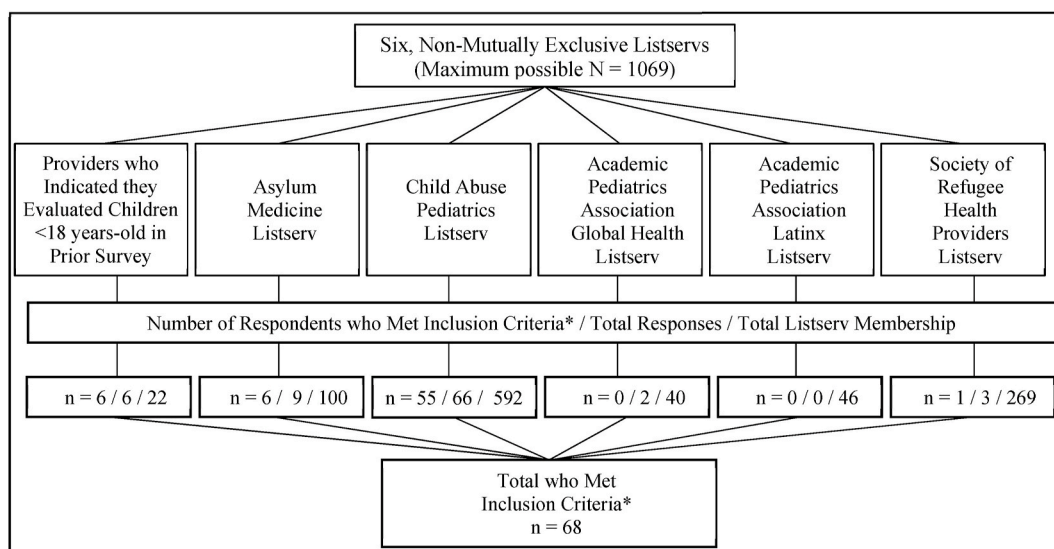 Six, Non-Mutually Exclusive Listservs
(Maximum possible N = 1069)
Providers who
Indicated they
Evaluated Children
<18 years-old in
Prior Survey
Asylum
Medicine
Listserv
Child Abuse
Pediatrics
Listserv
Academic
Pediatrics
Association
Global Health
Listserv
Academic
Pediatrics
Association
Latinx
Listserv
Society of
Refugee
Health
Providers
Listserv
Number of Respondents who Met Inclusion Criteria* / Total Responses / Total Listserv Membership
n = 6 / 6 / 22
n = 6 / 9 / 100
n = 55 / 66 / 592
n = 0 / 2 / 40
n = 0 / 0 / 46
n = 1 / 3 / 269
Total who Met
Inclusion Criteria*
n = 68